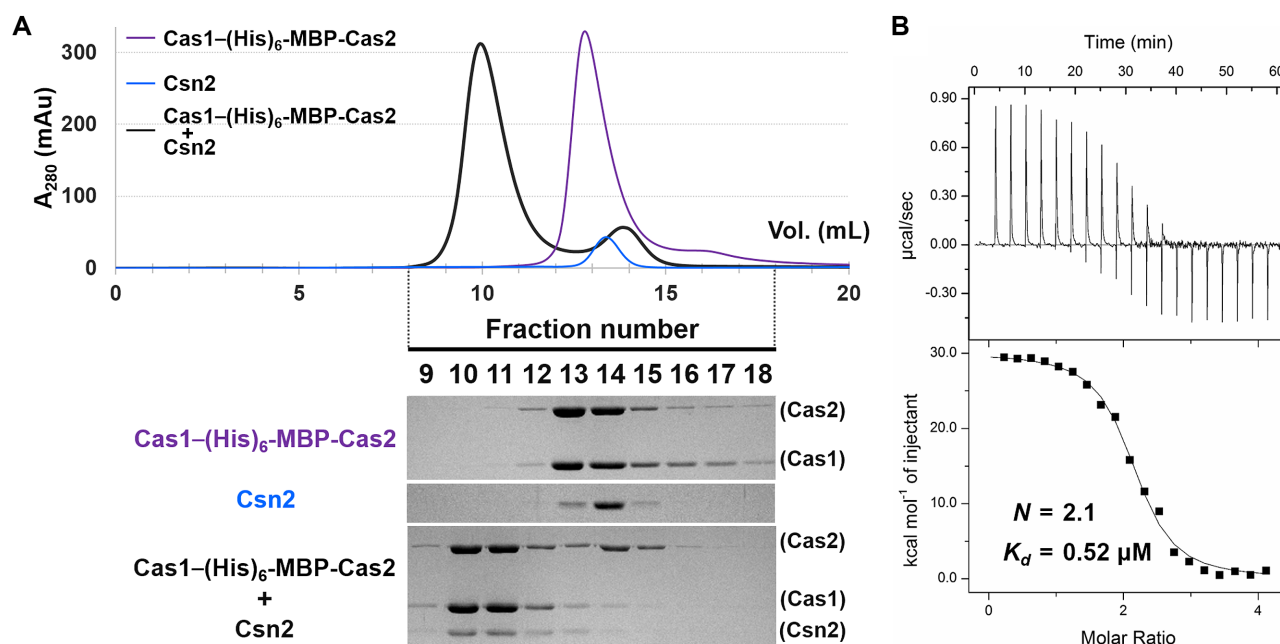 A
Cas1–(His)6-MBP-Cas2
Csn2
Cas1–(His)6-MBP-Cas2
+
Csn2
A280 (mAu)
300
200
100
0
Vol. (mL)
0 5 10 15 20
Fraction number
9 10 11 12 13 14 15 16 17 18
Cas1–(His)6-MBP-Cas2
(Cas2)
(Cas1)
Csn2
Cas1–(His)6-MBP-Cas2
+
Csn2
(Cas2)
(Cas1)
(Csn2)
B
Time (min)
0 10 20 30 40 50 60
0.90
0.60
0.30
0.00
-0.30
µcal/sec
30.0
20.0
10.0
0.0
kcal mol-1 of injectant
N = 2.1
Kd = 0.52 µM
0 2 4
Molar Ratio